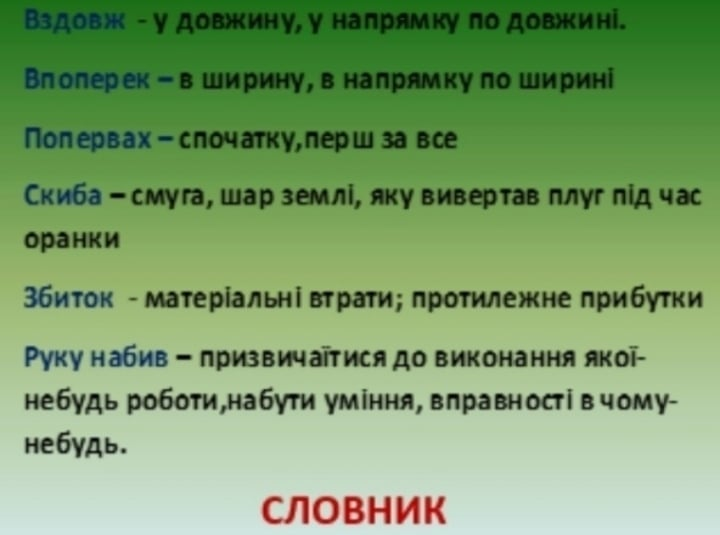 Вздовж - у довжину, у напрямку по довжині.
Впоперек – в ширину, в напрямку по ширині
Попервах – спочатку,перш за все
Скиба – смуга, шар землі, яку вивертав плуг під час
оранки
Збиток - матеріальні втрати; протилежне прибутки
Руку набив – призвичаїтися до виконання якої-
небудь роботи,набути уміння, вправності в чому-
небудь.
СЛОВНИК